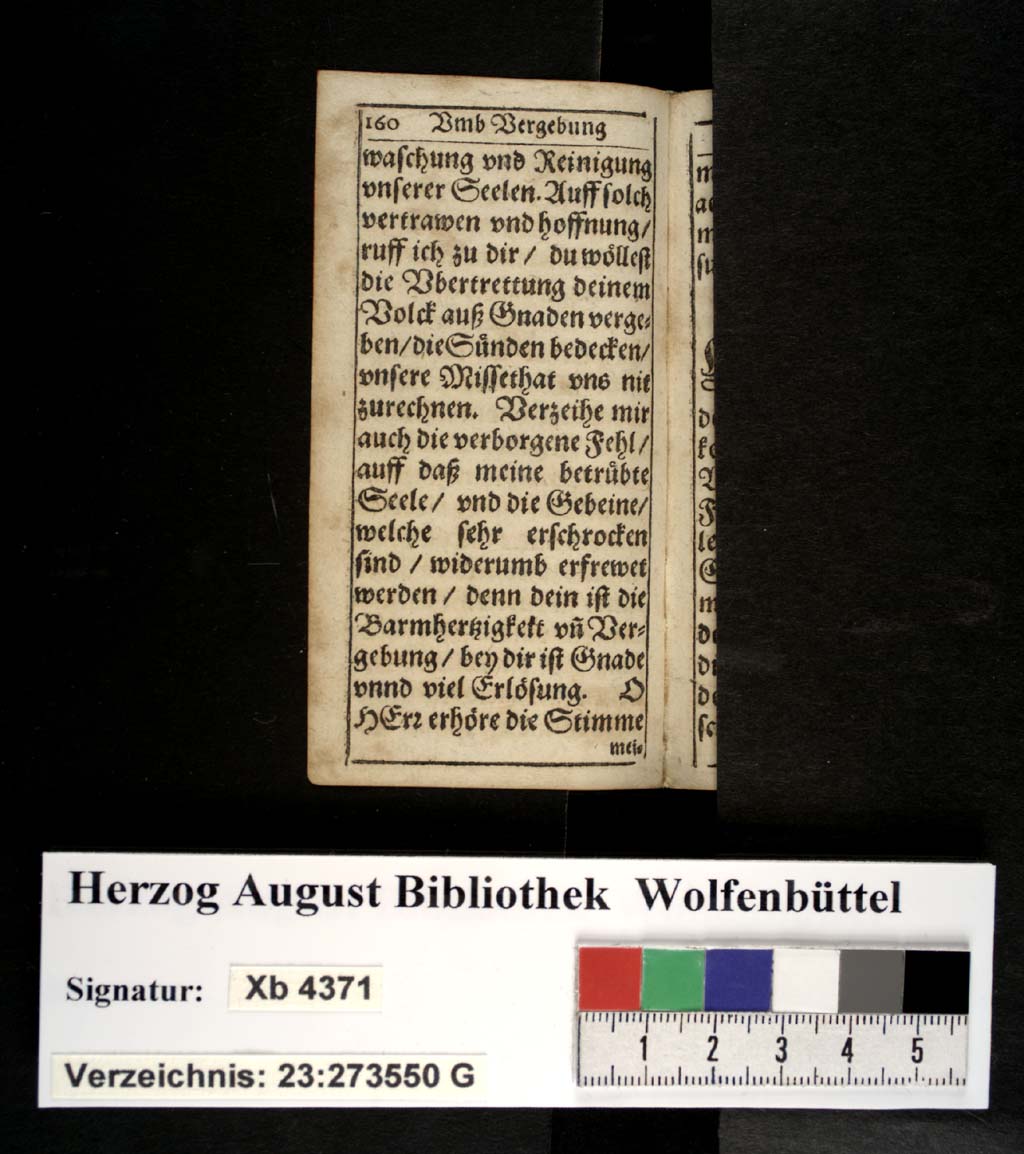 160 Vmb Vergebung
waschung vnd Reinigung
vnserer Seelen. Auff solch
vertrawen vnd hoffnung/
ruff ich zu dir / du wöllest
die Vbertrettung deinem
Volck auß Gnaden verge⸗
ben/die Sünden bedecken/
vnsere Missethat vns nit
zurechnen. Verzeihe mir
auch die verborgene Fehl/
auff daß meine betrübte
Seele/ vnd die Gebeine/
welche sehr erschrocken
sind / widerumb erfrewet
werden / denn dein ist die
Barmhertzigkekt vñ Ver⸗
gebung / bey dir ist Gnade
vnnd viel Erlösung. O
HErr erhöre die Stimme
mei⸗
Herzog August Bibliothek Wolfenbüttel
Signatur: Xb 4371
Verzeichnis: 23:273550 G
1 2 3 4 5